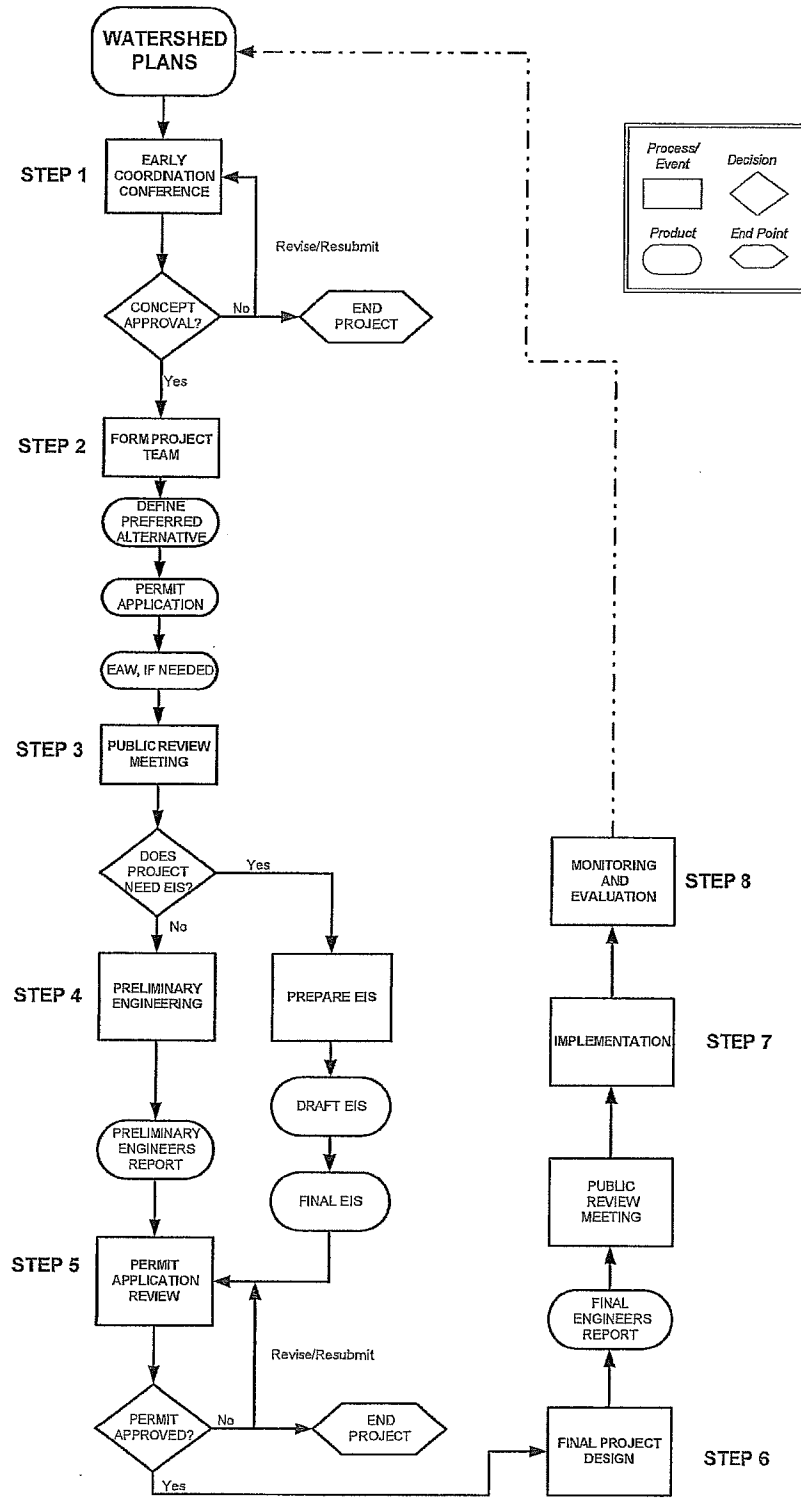 WATERSHED
PLANS
STEP 1
EARLY
COORDINATION
CONFERENCE
Revise/Resubmit
CONCEPT
APPROVAL?
No
END
PROJECT
Yes
STEP 2
FORM PROJECT
TEAM
DEFINE
PREFERRED
ALTERNATIVE
PERMIT
APPLICATION
EAW, IF NEEDED
STEP 3
PUBLIC REVIEW
MEETING
DOES
PROJECT
NEED EIS?
Yes
No
STEP 4
PRELIMINARY
ENGINEERING
PREPARE EIS
PRELIMINARY
ENGINEERS
REPORT
DRAFT EIS
FINAL EIS
STEP 5
PERMIT
APPLICATION
REVIEW
Revise/Resubmit
PERMIT
APPROVED?
No
END
PROJECT
Yes
Process/
Event
Decision
Product
End Point
MONITORING
AND
EVALUATION
STEP 8
IMPLEMENTATION
STEP 7
PUBLIC
REVIEW
MEETING
FINAL
ENGINEERS
REPORT
FINAL PROJECT
DESIGN
STEP 6